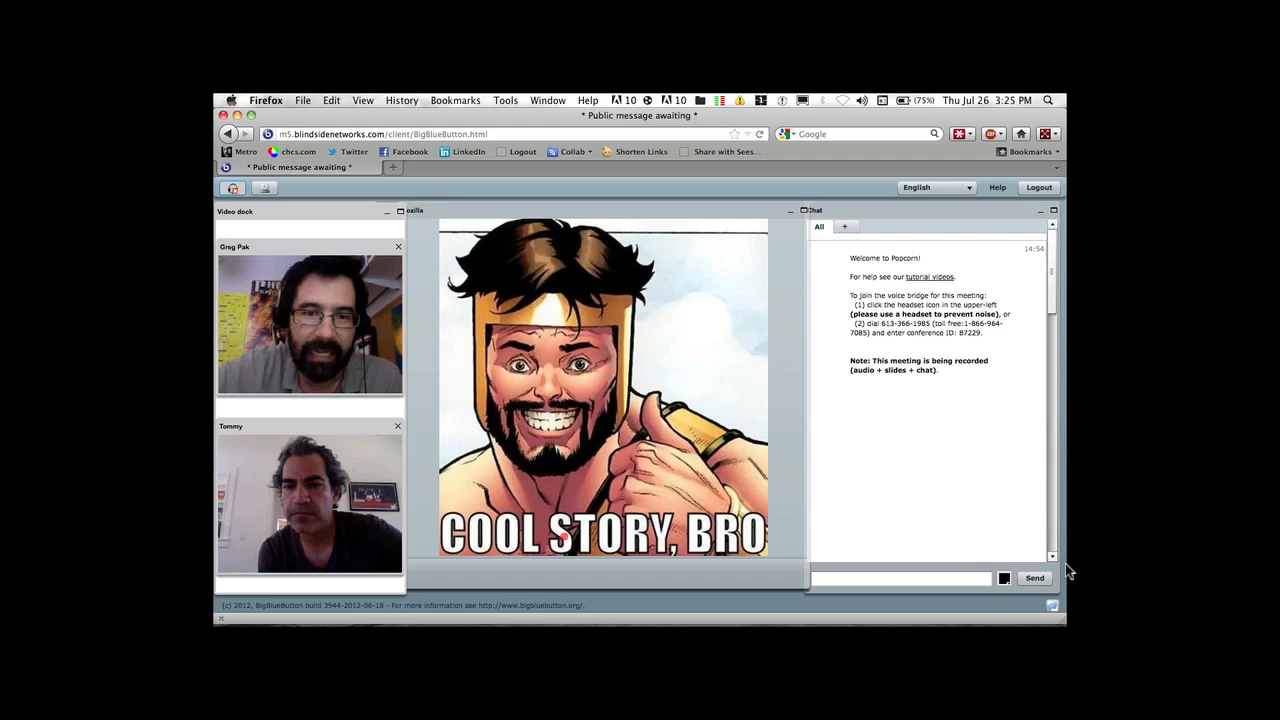 Firefox File Edit View History Bookmarks Tools Window Help 10 10 (75%) Thu Jul 26 3:25 PM
* Public message awaiting *
m5.blindsidenetworks.com/client/BigBlueButton.html Google
Metro chcs.com Twitter Facebook LinkedIn Logout Collab Shorten Links Share with Sees... Bookmarks
* Public message awaiting *
English Help Logout
Video dock
ozilla
Chat
All +
Greg Pak
14:54
Welcome to Popcorn!
For help see our tutorial videos.
To join the voice bridge for this meeting:
(1) click the headset icon in the upper-left
(please use a headset to prevent noise), or
(2) dial 613-366-1985 (toll free:1-866-964-
7085) and enter conference ID: 87229.
Note: This meeting is being recorded
(audio + slides + chat).
Tommy
COOL STORY, BRO
Send
(c) 2012, BigBlueButton build 3944-2012-06-18 - For more information see http://www.bigbluebutton.org/.